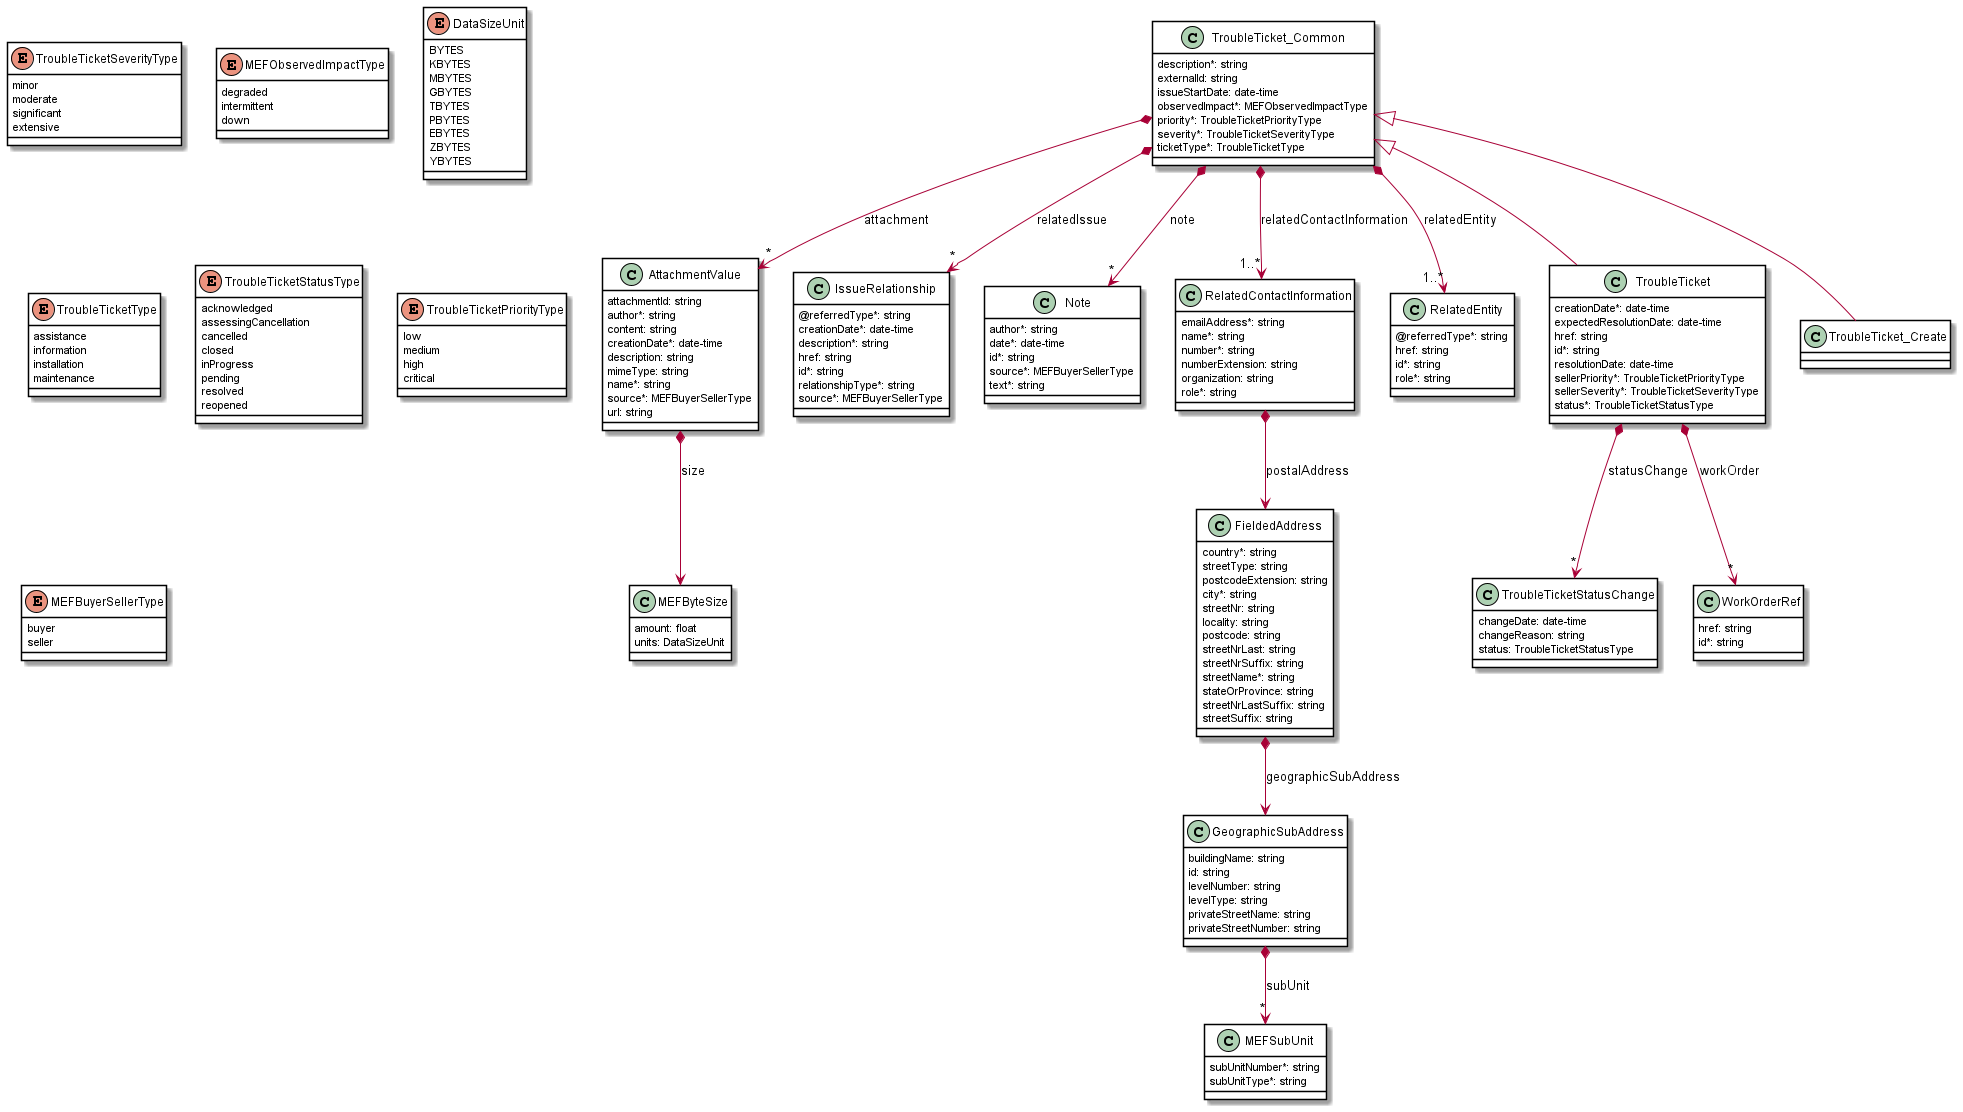 E TroubleTicketSeverityType
minor
moderate
significant
extensive
E MEFObservedImpactType
degraded
intermittent
down
E DataSizeUnit
BYTES
KBYTES
MBYTES
GBYTES
TBYTES
PBYTES
EBYTES
ZBYTES
YBYTES
C TroubleTicket_Common
description*: string
externalId: string
issueStartDate: date-time
observedImpact*: MEFObservedImpactType
priority*: TroubleTicketPriorityType
severity*: TroubleTicketSeverityType
ticketType*: TroubleTicketType
attachment
relatedIssue
note
relatedContactInformation
relatedEntity
*
*
*
1..*
1..*
E TroubleTicketType
assistance
information
installation
maintenance
E TroubleTicketStatusType
acknowledged
assessingCancellation
cancelled
closed
inProgress
pending
resolved
reopened
E TroubleTicketPriorityType
low
medium
high
critical
C AttachmentValue
attachmentId: string
author*: string
content: string
creationDate*: date-time
description: string
mimeType: string
name*: string
source*: MEFBuyerSellerType
url: string
C IssueRelationship
@referredType*: string
creationDate*: date-time
description*: string
href: string
id*: string
relationshipType*: string
source*: MEFBuyerSellerType
C Note
author*: string
date*: date-time
id*: string
source*: MEFBuyerSellerType
text*: string
C RelatedContactInformation
emailAddress*: string
name*: string
number*: string
numberExtension: string
organization: string
role*: string
C RelatedEntity
@referredType*: string
href: string
id*: string
role*: string
C TroubleTicket
creationDate*: date-time
expectedResolutionDate: date-time
href: string
id*: string
resolutionDate: date-time
sellerPriority*: TroubleTicketPriorityType
sellerSeverity*: TroubleTicketSeverityType
status*: TroubleTicketStatusType
C TroubleTicket_Create
size
postalAddress
statusChange
workOrder
*
*
E MEFBuyerSellerType
buyer
seller
C MEFByteSize
amount: float
units: DataSizeUnit
C FieldedAddress
country*: string
streetType: string
postcodeExtension: string
city*: string
streetNr: string
locality: string
postcode: string
streetNrLast: string
streetNrSuffix: string
streetName*: string
stateOrProvince: string
streetNrLastSuffix: string
streetSuffix: string
C TroubleTicketStatusChange
changeDate: date-time
changeReason: string
status: TroubleTicketStatusType
C WorkOrderRef
href: string
id*: string
geographicSubAddress
C GeographicSubAddress
buildingName: string
id: string
levelNumber: string
levelType: string
privateStreetName: string
privateStreetNumber: string
subUnit
*
C MEFSubUnit
subUnitNumber*: string
subUnitType*: string